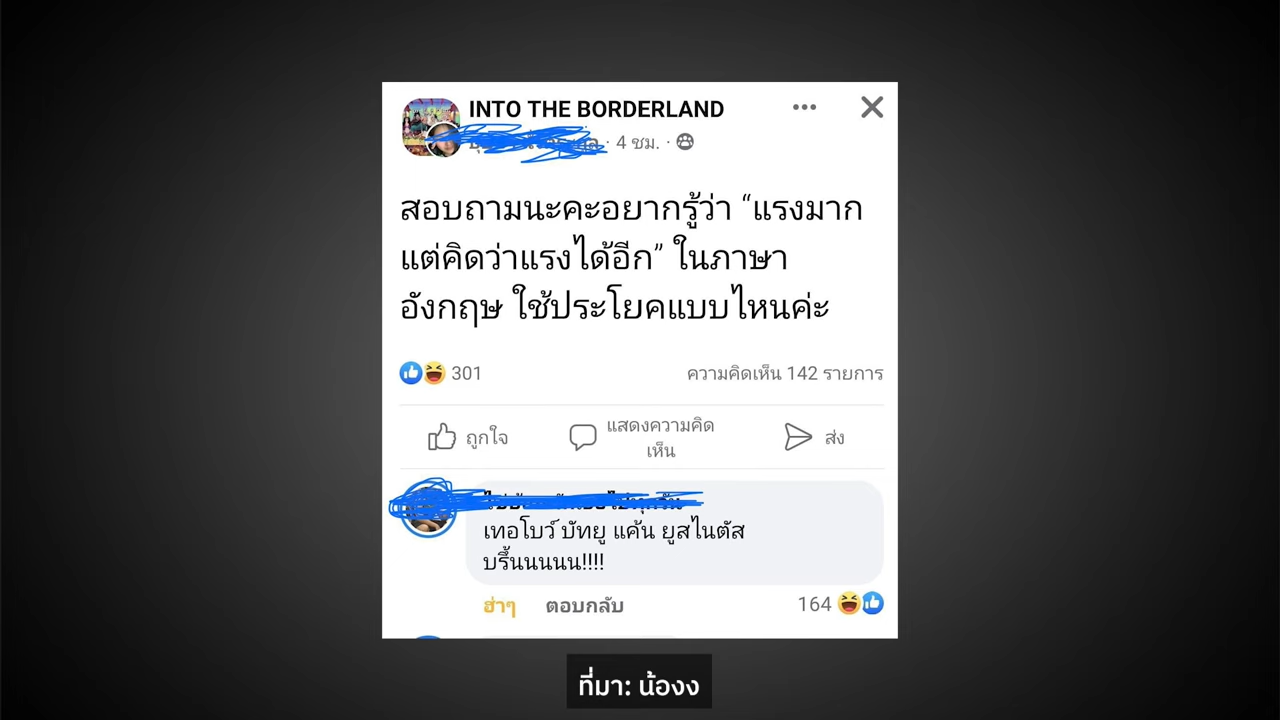 INTO THE BORDERLAND
· 4 ชม. ·
สอบถามนะคะอยากรู้ว่า “แรงมาก
แต่คิดว่าแรงได้อีก” ในภาษา
อังกฤษ ใช้ประโยคแบบไหนค่ะ
301
ความคิดเห็น 142 รายการ
ถูกใจ
แสดงความคิด
เห็น
ส่ง
เทอโบว์ บัทยู แค้น ยูสไนตัส
บรึ้นนนนน!!!!
ฮ่าๆ ตอบกลับ 164
ที่มา: น้องง